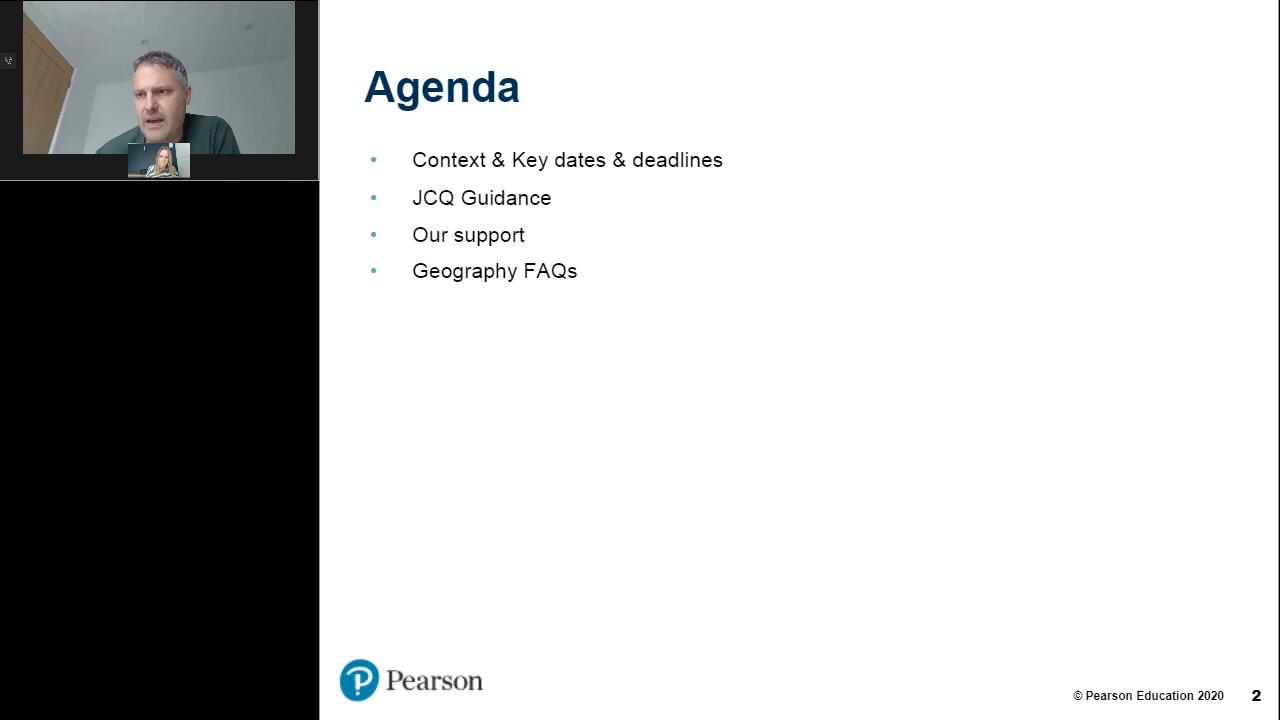 Agenda
• Context & Key dates & deadlines
• JCQ Guidance
• Our support
• Geography FAQs
Pearson
© Pearson Education 2020 2